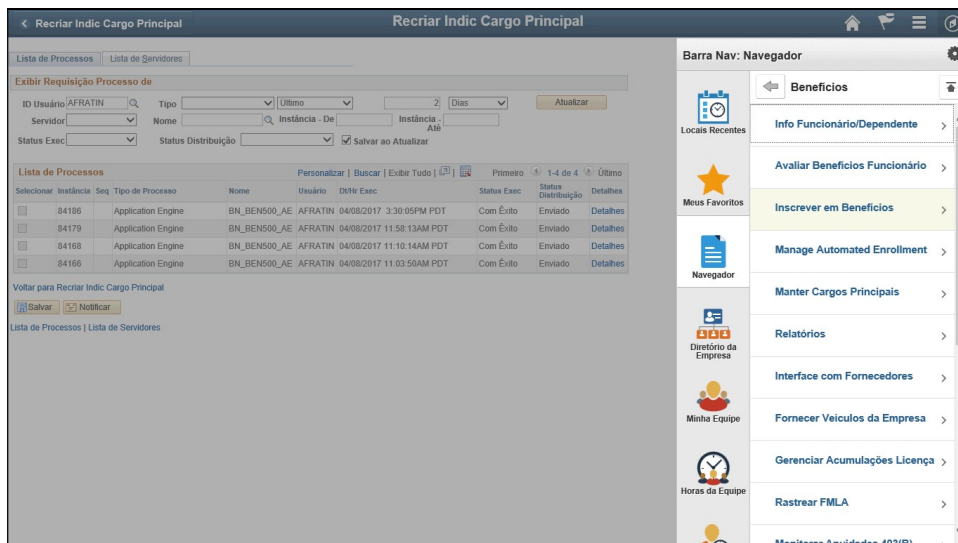 Recriar Indic Cargo Principal
Recriar Indic Cargo Principal
Lista de Processos
Lista de Servidores
Exibir Requisição Processo de
ID Usuário AFRATIN Tipo Último 2 Dias Atualizar
Servidor Nome Instância - De Instância - Até
Status Exec Status Distribuição Salvar ao Atualizar
Lista de Processos Personalizar | Buscar | Exibir Tudo | Primeiro 1-4 de 4 Último
Selecionar Instância Seq Tipo de Processo Nome Usuário Dt/Hr Exec Status Exec Status Distribuição Detalhes
84186 Application Engine BN_BEN500_AE AFRATIN 04/08/2017 3:30:05PM PDT Com Êxito Enviado Detalhes
84179 Application Engine BN_BEN500_AE AFRATIN 04/08/2017 11:58:13AM PDT Com Êxito Enviado Detalhes
84168 Application Engine BN_BEN500_AE AFRATIN 04/08/2017 11:10:14AM PDT Com Êxito Enviado Detalhes
84166 Application Engine BN_BEN500_AE AFRATIN 04/08/2017 11:03:50AM PDT Com Êxito Enviado Detalhes
Voltar para Recriar Indic Cargo Principal
Salvar Notificar
Lista de Processos | Lista de Servidores
Barra Nav: Navegador
Locais Recentes
Meus Favoritos
Navegador
Diretório da
Empresa
Minha Equipe
Horas da Equipe
Benefícios
Info Funcionário/Dependente
Avaliar Benefícios Funcionário
Inscrever em Benefícios
Manage Automated Enrollment
Manter Cargos Principais
Relatórios
Interface com Fornecedores
Fornecer Veículos da Empresa
Gerenciar Acumulações Licença
Rastrear FMLA
Monitorar Anuidades 403(B)